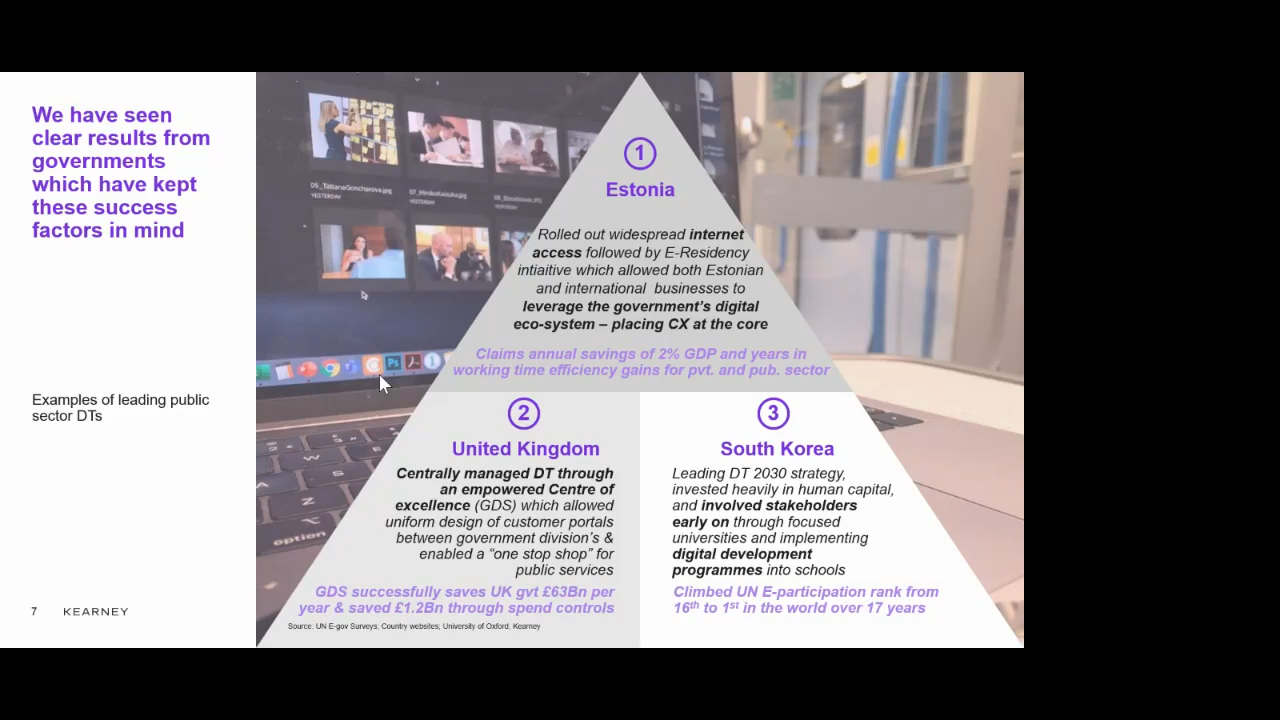 We have seen
clear results from
governments
which have kept
these success
factors in mind
Examples of leading public
sector DTs
7 KEARNEY
05_TatianaGoncharova.jpg
YESTERDAY
YESTERDAY
YESTERDAY
option
1
Estonia
Rolled out widespread internet
access followed by E-Residency
intiaitive which allowed both Estonian
and international businesses to
leverage the government's digital
eco-system – placing CX at the core
Claims annual savings of 2% GDP and years in
working time efficiency gains for pvt. and pub. sector
2
United Kingdom
Centrally managed DT through
an empowered Centre of
excellence (GDS) which allowed
uniform design of customer portals
between government division's &
enabled a “one stop shop” for
public services
GDS successfully saves UK gvt £63Bn per
year & saved £1.2Bn through spend controls
Source: UN E-gov Surveys; Country websites; University of Oxford; Kearney
3
South Korea
Leading DT 2030 strategy,
invested heavily in human capital,
and involved stakeholders
early on through focused
universities and implementing
digital development
programmes into schools
Climbed UN E-participation rank from
16th to 1st in the world over 17 years